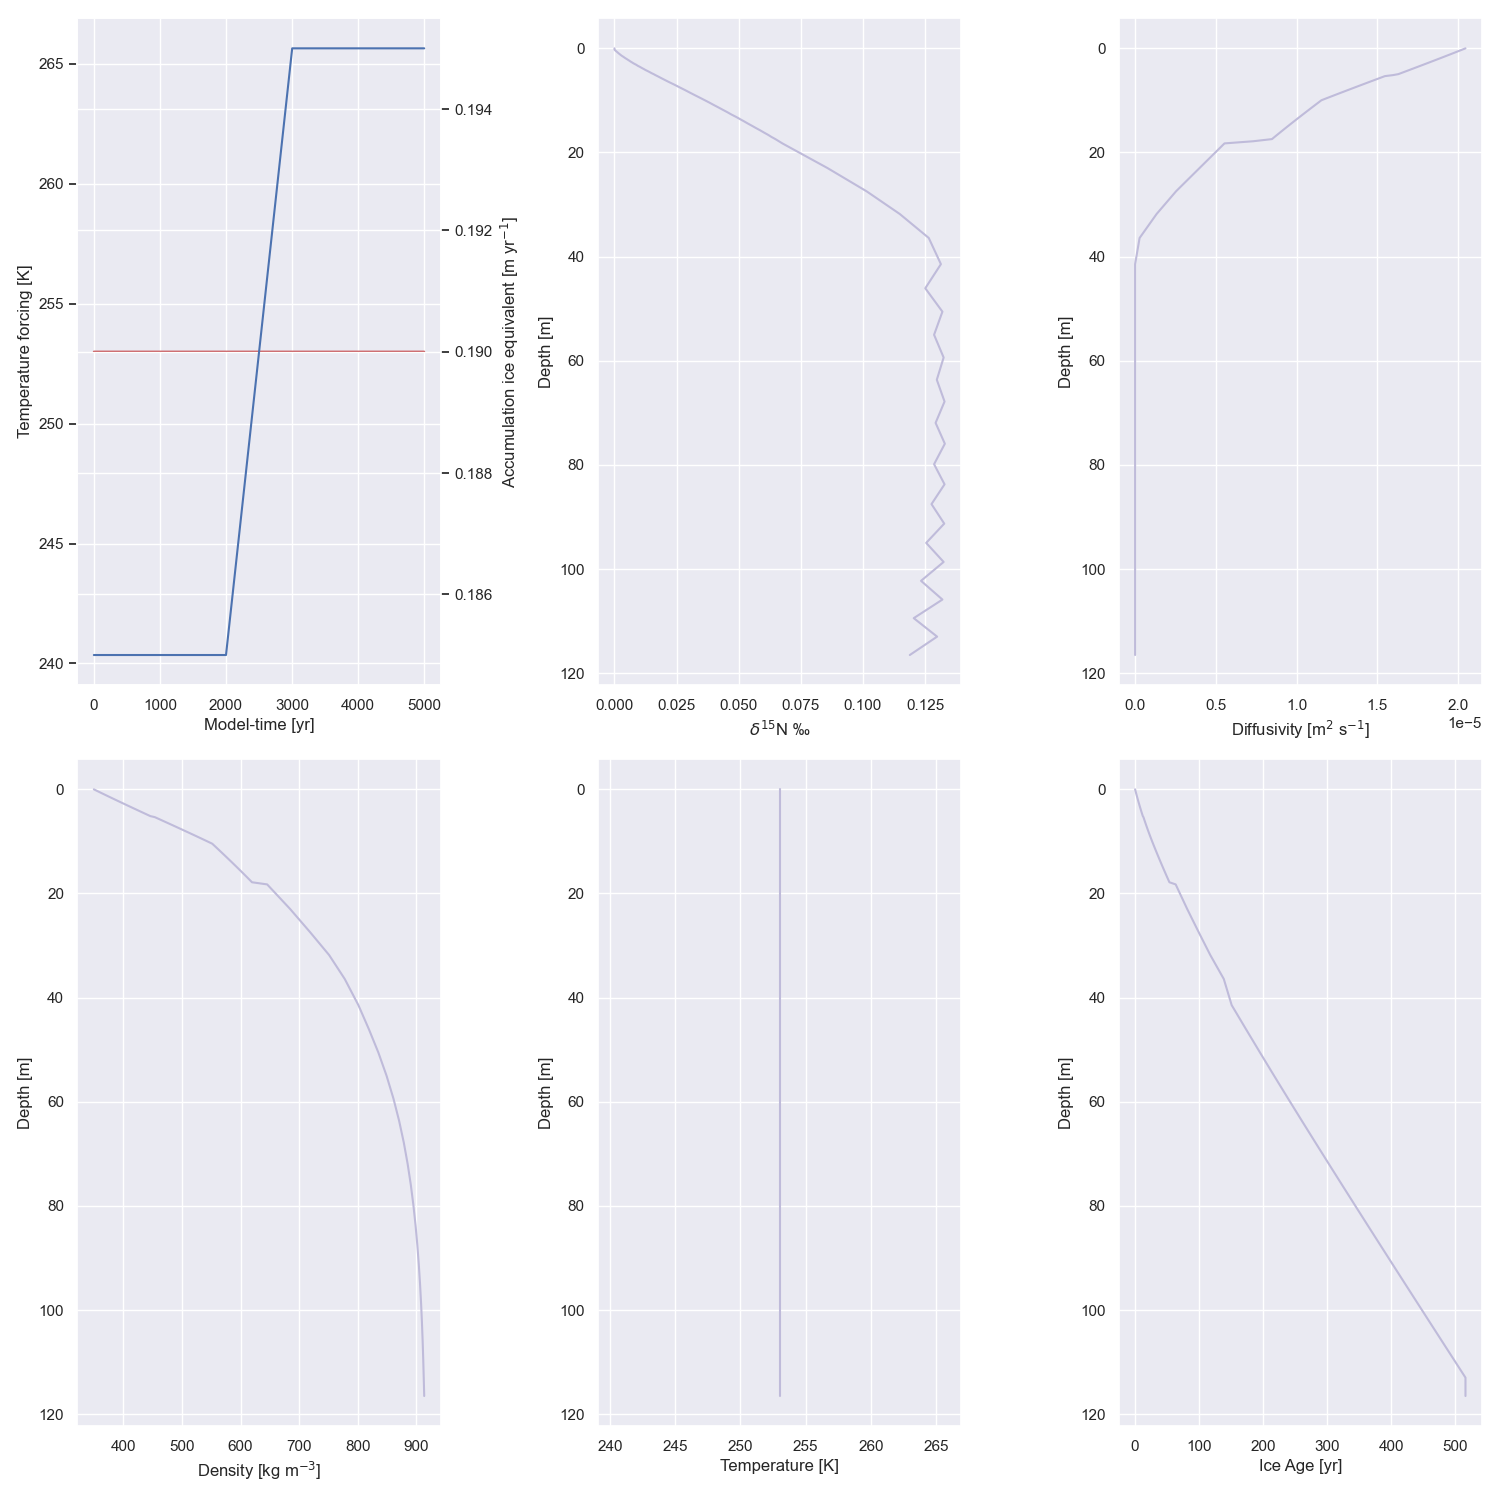 265
260
255
250
245
240
Temperature forcing [K]
0.194
0.192
0.190
0.188
0.186
Accumulation ice equivalent [m yr⁻¹]
0 1000 2000 3000 4000 5000
Model-time [yr]
0
20
40
60
80
100
120
Depth [m]
0.000 0.025 0.050 0.075 0.100 0.125
δ¹⁵N ‰
0
20
40
60
80
100
120
Depth [m]
0.0 0.5 1.0 1.5 2.0
1e−5
Diffusivity [m² s⁻¹]
0
20
40
60
80
100
120
Depth [m]
400 500 600 700 800 900
Density [kg m⁻³]
0
20
40
60
80
100
120
Depth [m]
240 245 250 255 260 265
Temperature [K]
0
20
40
60
80
100
120
Depth [m]
0 100 200 300 400 500
Ice Age [yr]